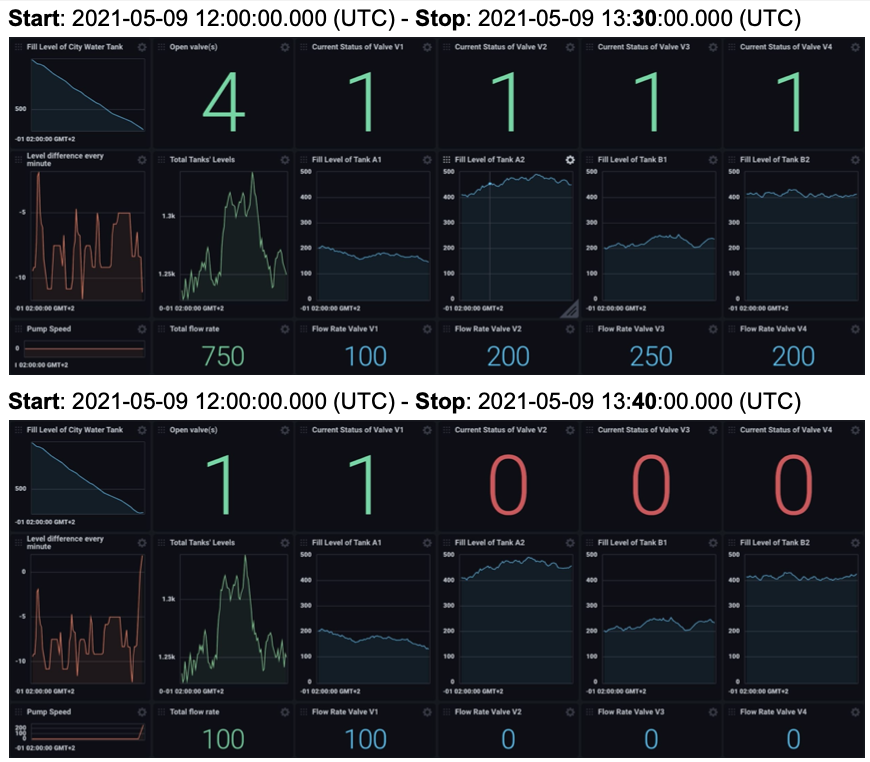 Start: 2021-05-09 12:00:00.000 (UTC) - Stop: 2021-05-09 13:30:00.000 (UTC)
Fill Level of City Water Tank Open valve(s) Current Status of Valve V1 Current Status of Valve V2 Current Status of Valve V3 Current Status of Valve V4
4 1 1 1 1
500
-01 02:00:00 GMT+2
Level difference every
minute
Total Tanks' Levels Fill Level of Tank A1 Fill Level of Tank A2 Fill Level of Tank B1 Fill Level of Tank B2
500 500 500 500
400 400 400 400
-5 1.3k
300 300 300 300
200 200 200 200
-10 1.25k 100 100 100 100
0 0 0 0
-01 02:00:00 GMT+2 0-01 02:00:00 GMT+2 -01 02:00:00 GMT+2 -01 02:00:00 GMT+2 -01 02:00:00 GMT+2 -01 02:00:00 GMT+2
Pump Speed Total flow rate Flow Rate Valve V1 Flow Rate Valve V2 Flow Rate Valve V3 Flow Rate Valve V4
0 750 100 200 250 200
02:00:00 GMT+2
Start: 2021-05-09 12:00:00.000 (UTC) - Stop: 2021-05-09 13:40:00.000 (UTC)
Fill Level of City Water Tank Open valve(s) Current Status of Valve V1 Current Status of Valve V2 Current Status of Valve V3 Current Status of Valve V4
1 1 0 0 0
500
-01 02:00:00 GMT+2
Level difference every
minute
Total Tanks' Levels Fill Level of Tank A1 Fill Level of Tank A2 Fill Level of Tank B1 Fill Level of Tank B2
500 500 500 500
0 400 400 400 400
1.3k 300 300 300 300
-5
200 200 200 200
-10 1.25k 100 100 100 100
0 0 0 0
-01 02:00:00 GMT+2 0-01 02:00:00 GMT+2 -01 02:00:00 GMT+2 -01 02:00:00 GMT+2 -01 02:00:00 GMT+2 -01 02:00:00 GMT+2
Pump Speed Total flow rate Flow Rate Valve V1 Flow Rate Valve V2 Flow Rate Valve V3 Flow Rate Valve V4
200
100
0
100 100 0 0 0
-01 02:00:00 GMT+2